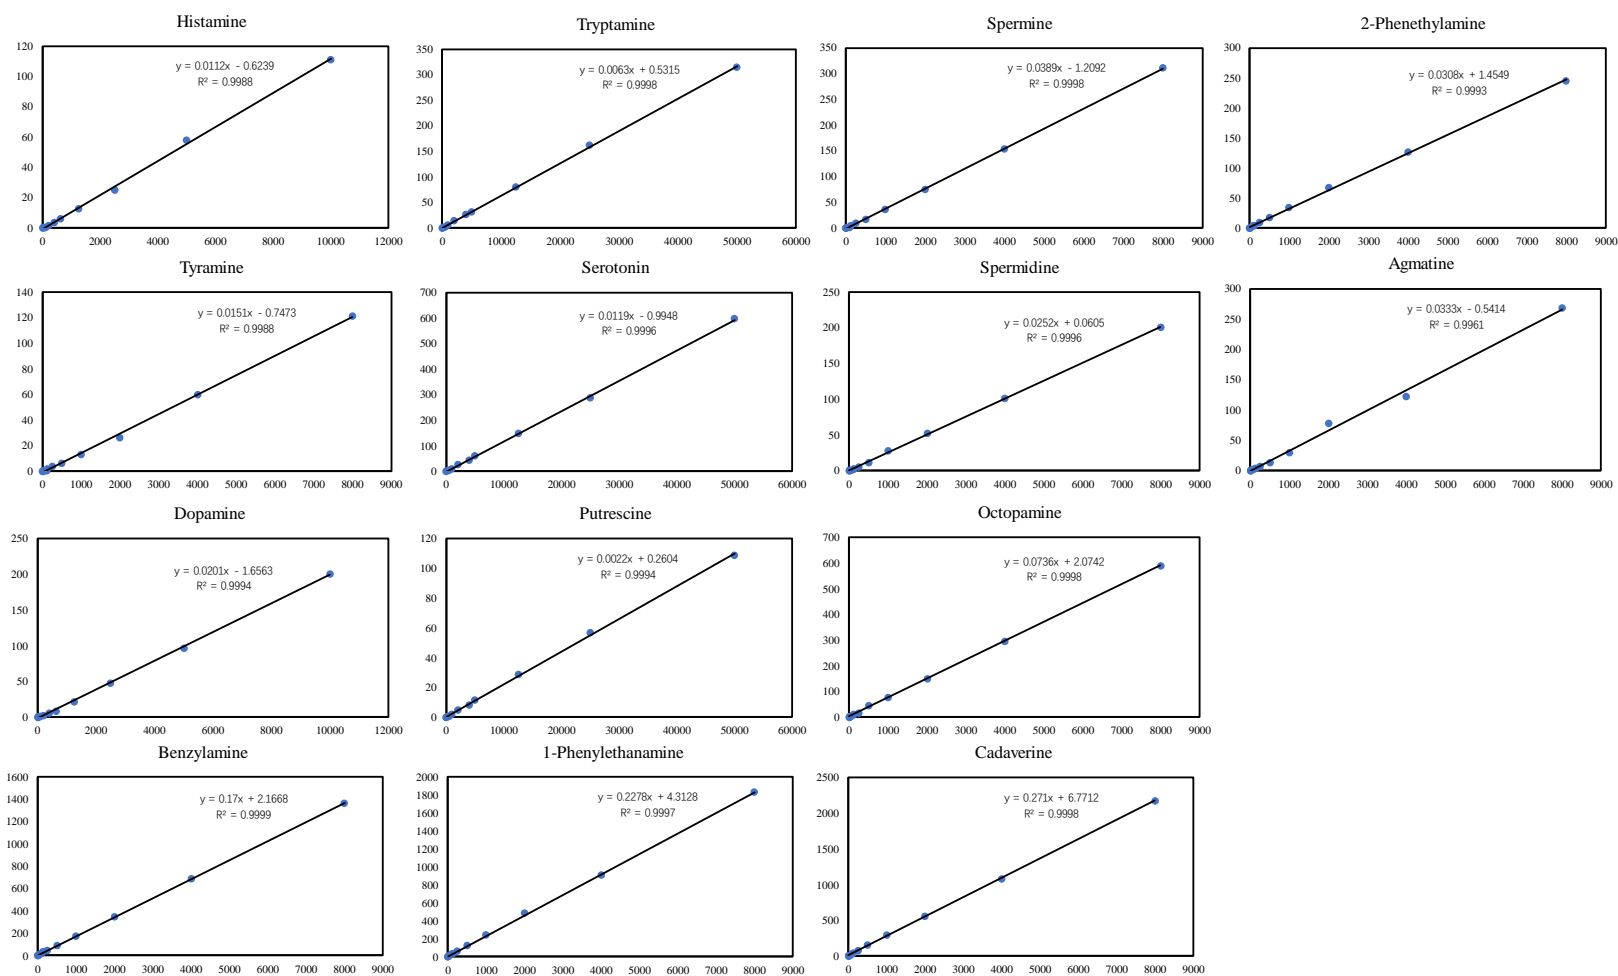 Histamine
120
100
80
60
40
20
0
0 2000 4000 6000 8000 10000 12000
y = 0.0112x - 0.6239
R² = 0.9988
Tryptamine
350
300
250
200
150
100
50
0
0 10000 20000 30000 40000 50000 60000
y = 0.0063x + 0.5315
R² = 0.9998
Spermine
350
300
250
200
150
100
50
0
0 1000 2000 3000 4000 5000 6000 7000 8000 9000
y = 0.0389x - 1.2092
R² = 0.9998
2-Phenethylamine
300
250
200
150
100
50
0
0 1000 2000 3000 4000 5000 6000 7000 8000 9000
y = 0.0308x + 1.4549
R² = 0.9993
Tyramine
140
120
100
80
60
40
20
0
0 1000 2000 3000 4000 5000 6000 7000 8000 9000
y = 0.0151x - 0.7473
R² = 0.9988
Serotonin
700
600
500
400
300
200
100
0
0 10000 20000 30000 40000 50000 60000
y = 0.0119x - 0.9948
R² = 0.9996
Spermidine
250
200
150
100
50
0
0 1000 2000 3000 4000 5000 6000 7000 8000 9000
y = 0.0252x + 0.0605
R² = 0.9996
Agmatine
300
250
200
150
100
50
0
0 1000 2000 3000 4000 5000 6000 7000 8000 9000
y = 0.0333x - 0.5414
R² = 0.9961
Dopamine
250
200
150
100
50
0
0 2000 4000 6000 8000 10000 12000
y = 0.0201x - 1.6563
R² = 0.9994
Putrescine
120
100
80
60
40
20
0
0 10000 20000 30000 40000 50000 60000
y = 0.0022x + 0.2604
R² = 0.9994
Octopamine
700
600
500
400
300
200
100
0
0 1000 2000 3000 4000 5000 6000 7000 8000 9000
y = 0.0736x + 2.0742
R² = 0.9998
Benzylamine
1600
1400
1200
1000
800
600
400
200
0
0 1000 2000 3000 4000 5000 6000 7000 8000 9000
y = 0.17x + 2.1668
R² = 0.9999
1-Phenylethanamine
2000
1800
1600
1400
1200
1000
800
600
400
200
0
0 1000 2000 3000 4000 5000 6000 7000 8000 9000
y = 0.2278x + 4.3128
R² = 0.9997
Cadaverine
2500
2000
1500
1000
500
0
0 1000 2000 3000 4000 5000 6000 7000 8000 9000
y = 0.271x + 6.7712
R² = 0.9998